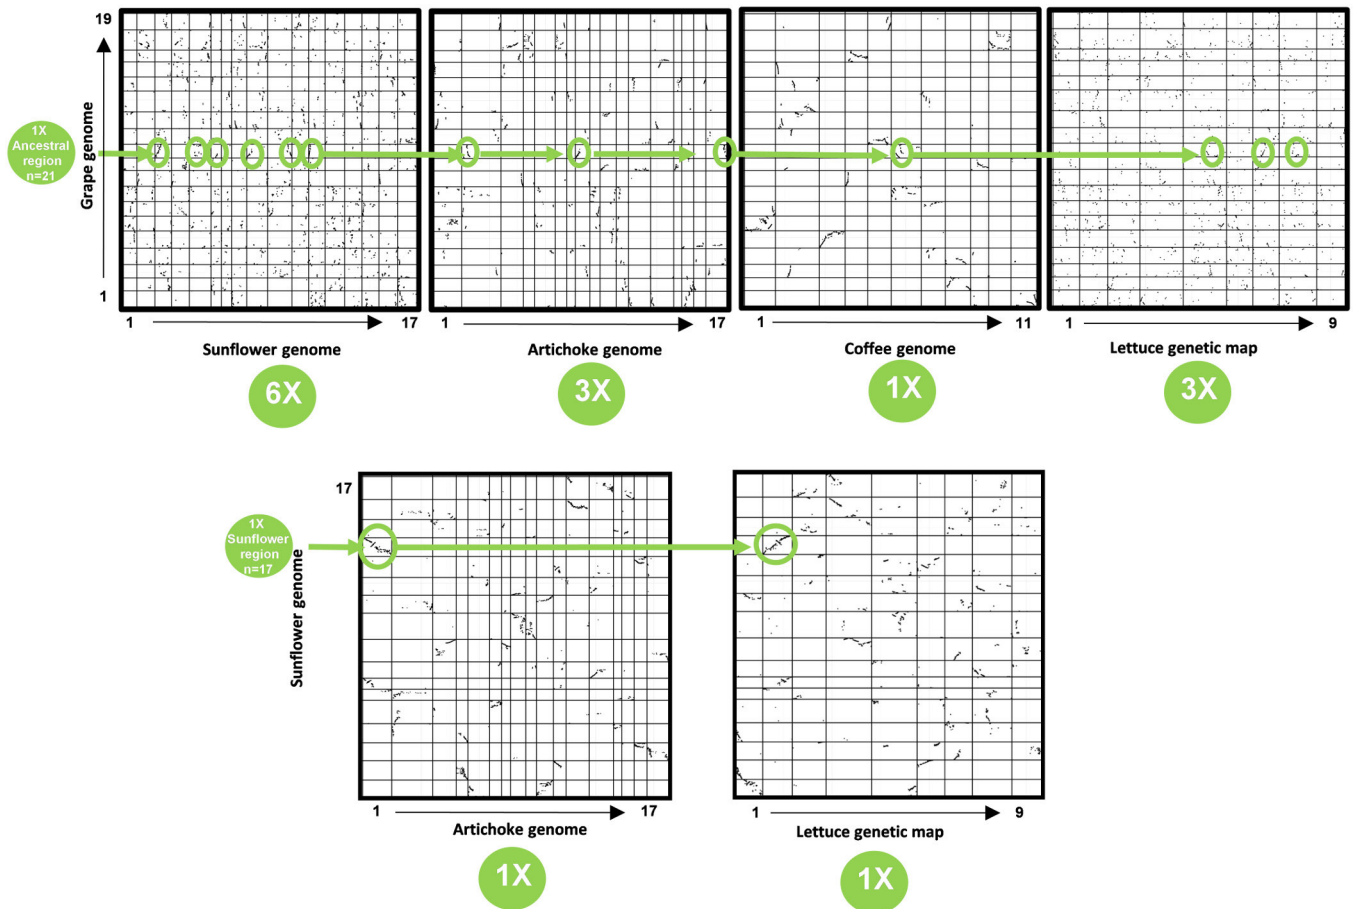 19
Grape genome
1X
Ancestral
region
n=21
1
1
17
Sunflower genome
6X
1
17
Artichoke genome
3X
1
11
Coffee genome
1X
1
9
Lettuce genetic map
3X
17
Sunflower genome
1X
Sunflower
region
n=17
1
17
Artichoke genome
1X
1
9
Lettuce genetic map
1X